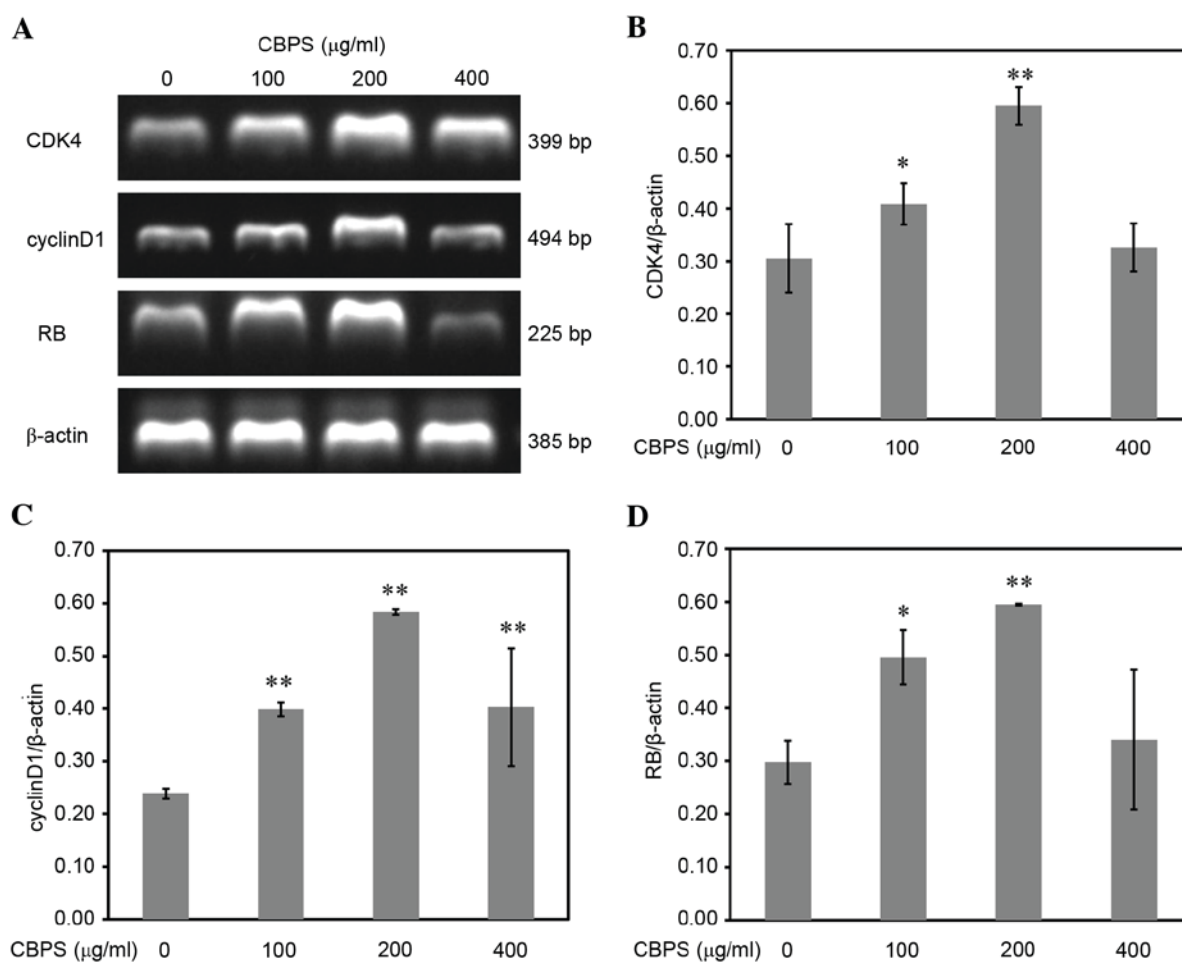 A
CBPS (μg/ml)
0 100 200 400
CDK4 399 bp
cyclinD1 494 bp
RB 225 bp
β-actin 385 bp
B
0.70
0.60
0.50
0.40
0.30
0.20
0.10
0.00
CDK4/β-actin
*
**
CBPS (μg/ml) 0 100 200 400
C
0.70
0.60
0.50
0.40
0.30
0.20
0.10
0.00
cyclinD1/β-actin
**
**
**
CBPS (μg/ml) 0 100 200 400
D
0.70
0.60
0.50
0.40
0.30
0.20
0.10
0.00
RB/β-actin
*
**
CBPS (μg/ml) 0 100 200 400